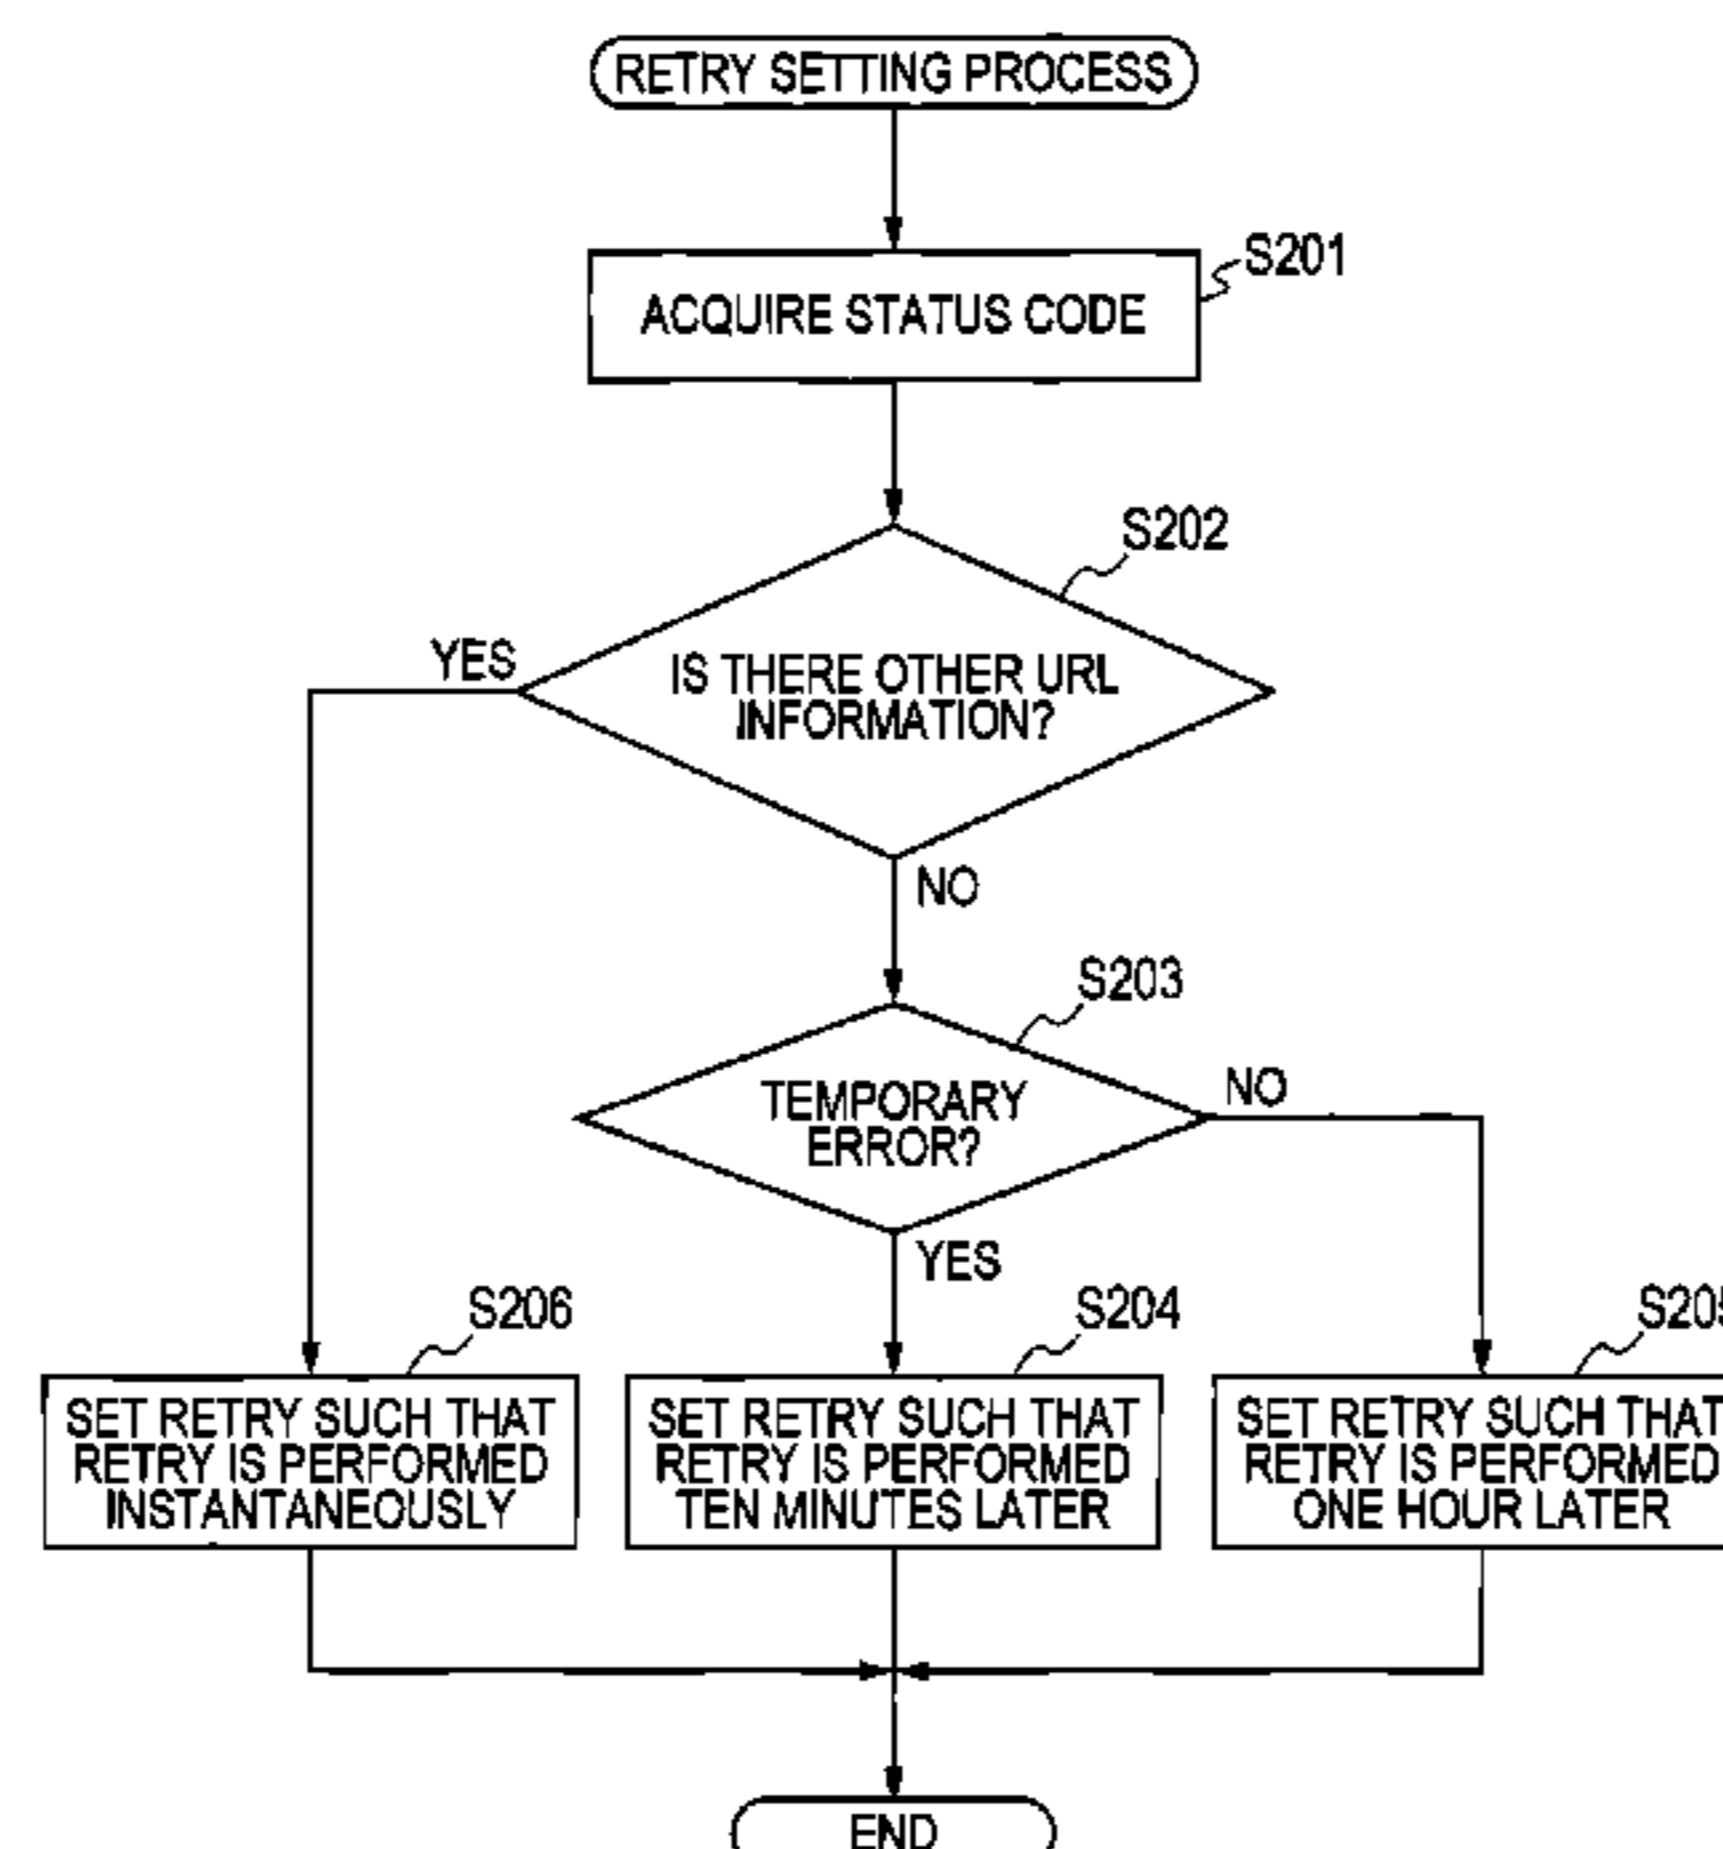 RETRY SETTING PROCESS
S201
ACQUIRE STATUS CODE
S202
YES
IS THERE OTHER URL
INFORMATION?
NO
S203
TEMPORARY
ERROR?
NO
YES
S206
S204
S205
SET RETRY SUCH THAT
RETRY IS PERFORMED
INSTANTANEOUSLY
SET RETRY SUCH THAT
RETRY IS PERFORMED
TEN MINUTES LATER
SET RETRY SUCH THAT
RETRY IS PERFORMED
ONE HOUR LATER
END